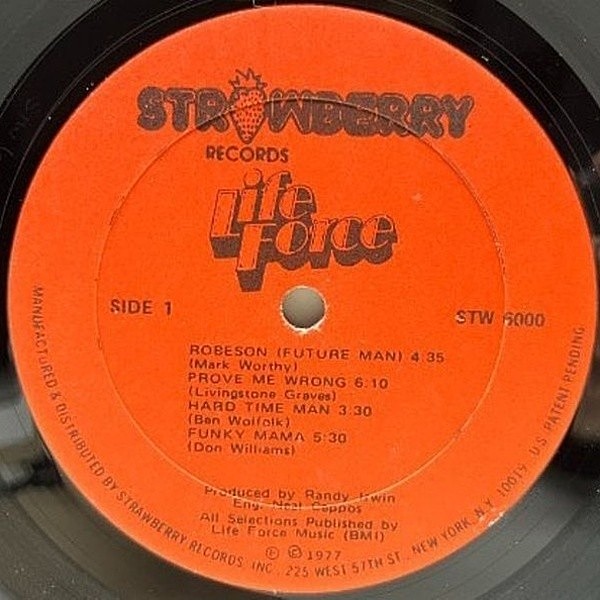 STRAWBERRY
RECORDS
Life
Force
SIDE 1
STW 6000
ROBESON (FUTURE MAN) 4:35
(Mark Worthy)
PROVE ME WRONG 6:10
(Livingstone Graves)
HARD TIME MAN 3:30
(Ben Wolfolk)
FUNKY MAMA 5:30
(Don Williams)
Produced by Randy Irwin
Eng. Neal Ceppos
All Selections Published by
Life Force Music (BMI)
Ⓟ © 1977
MANUFACTURED & DISTRIBUTED BY STRAWBERRY RECORDS INC. 225 WEST 57TH ST., NEW YORK, N.Y. 10019 U.S. PATENT PENDING